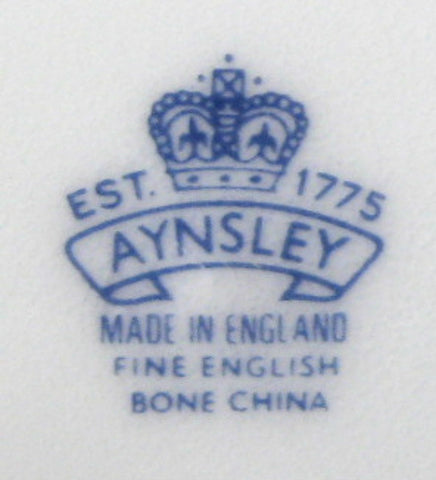 EST. 1775
AYNSLEY
MADE IN ENGLAND
FINE ENGLISH
BONE CHINA